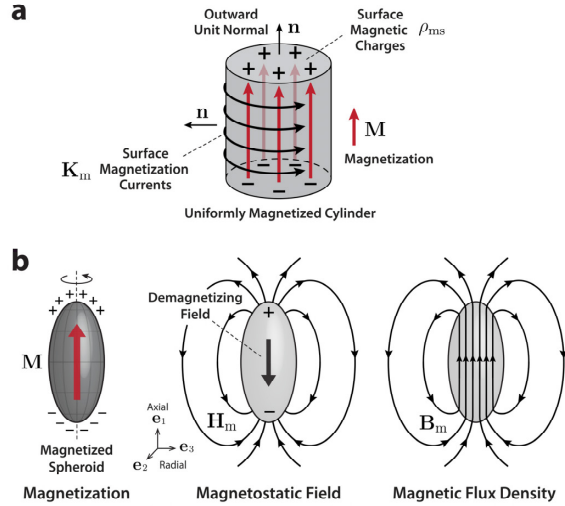 a
Outward
Unit Normal
n
Surface
Magnetic
Charges
ρms
+ + + + + +
n
M
Magnetization
Surface
Magnetization
Currents
Km
− − − − −
Uniformly Magnetized Cylinder
b
+ + + + + + + +
M
− − − − − − −
Magnetized
Spheroid
Axial
e1
e2
e3
Radial
Magnetization
Demagnetizing
Field
+
−
Hm
Magnetostatic Field
Bm
Magnetic Flux Density